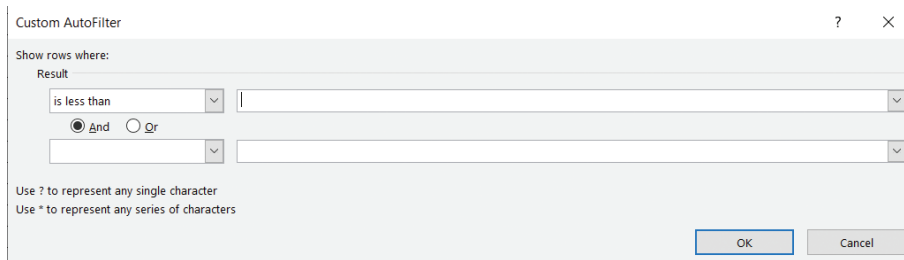 Custom AutoFilter ?
Show rows where:
Result
is less than
And Or
Use ? to represent any single character
Use * to represent any series of characters
OK Cancel